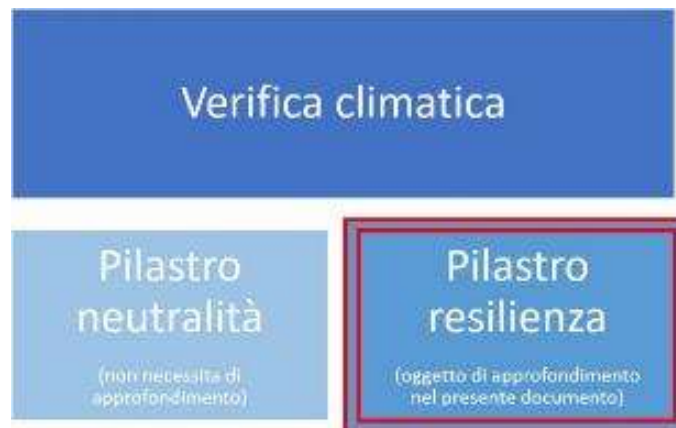 Verifica climatica
Pilastro
neutralità
(non necessita di
approfondimento)
Pilastro
resilienza
(oggetto di approfondimento
nel presente documento)